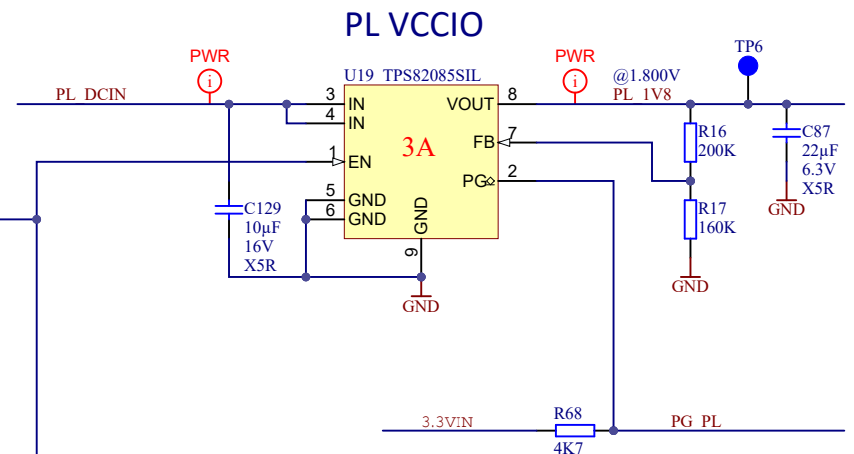 PL VCCIO
PWR
PWR
TP6
i
i
U19 TPS82085SIL
@1.800V
PL_DCIN
3
IN
VOUT
8
PL_1V8
4
IN
7
FB
R16
200K
C87
22µF
6.3V
X5R
3A
1
EN
PG
2
5
GND
6
GND
GND
9
C129
10µF
16V
X5R
R17
160K
GND
GND
GND
3.3VIN
R68
4K7
PG_PL